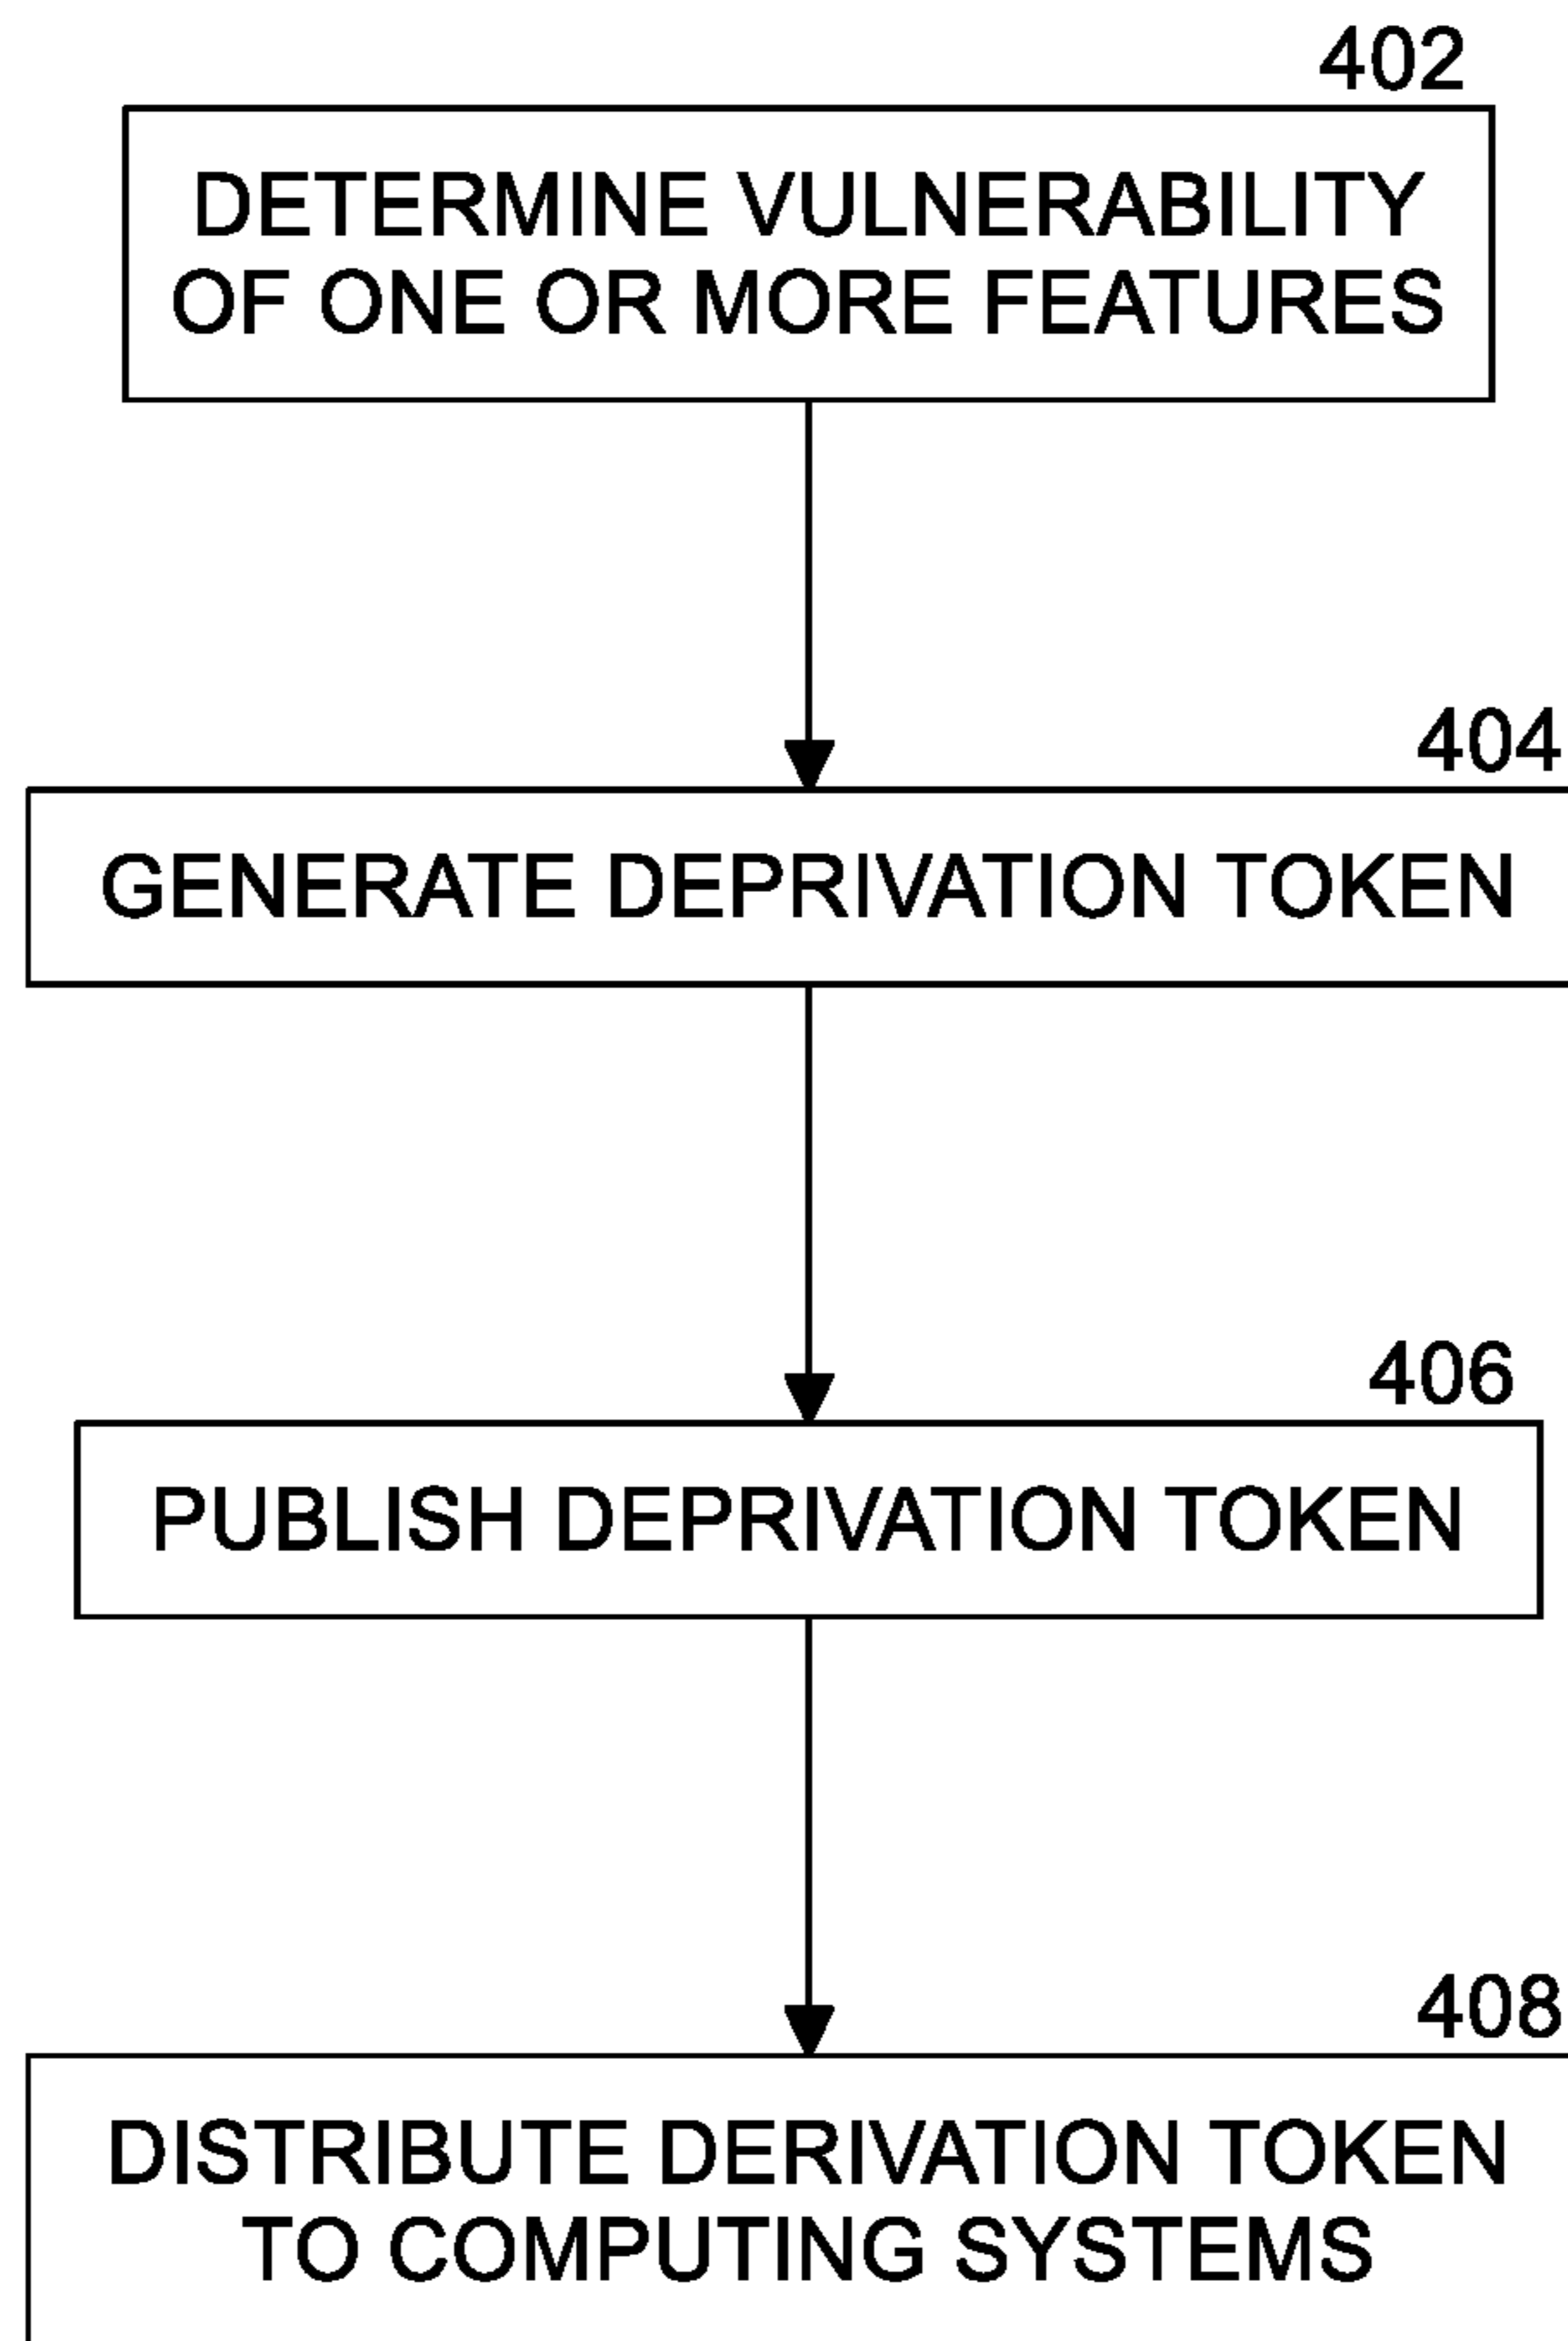 402
DETERMINE VULNERABILITY
OF ONE OR MORE FEATURES
404
GENERATE DEPRIVATION TOKEN
406
PUBLISH DEPRIVATION TOKEN
408
DISTRIBUTE DERIVATION TOKEN
TO COMPUTING SYSTEMS